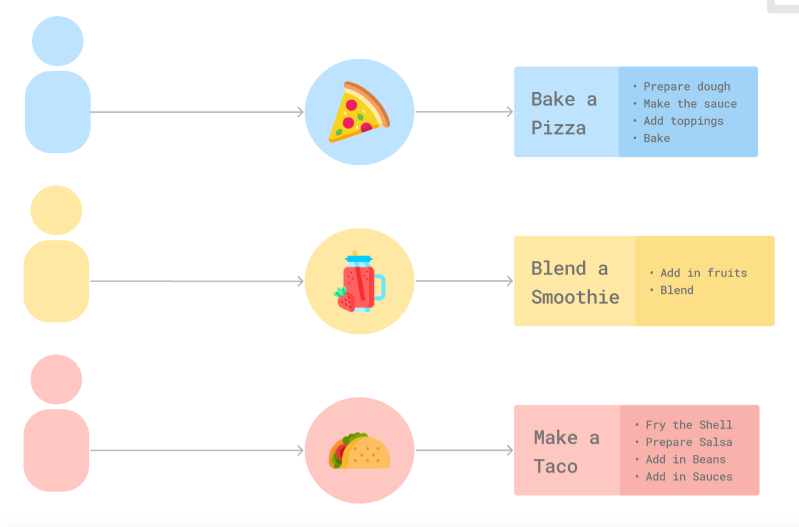 Bake a
Pizza
• Prepare dough
• Make the sauce
• Add toppings
• Bake
Blend a
Smoothie
• Add in fruits
• Blend
Make a
Taco
• Fry the Shell
• Prepare Salsa
• Add in Beans
• Add in Sauces